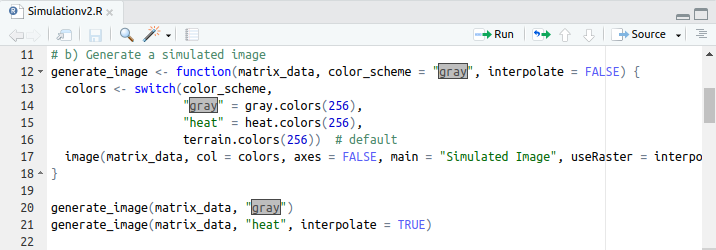 Simulationv2.R
Run
Source
11 # b) Generate a simulated image
12 generate_image <- function(matrix_data, color_scheme = "gray", interpolate = FALSE) {
13 colors <- switch(color_scheme,
14 "gray" = gray.colors(256),
15 "heat" = heat.colors(256),
16 terrain.colors(256)) # default
17 image(matrix_data, col = colors, axes = FALSE, main = "Simulated Image", useRaster = interpo
18 }
19
20 generate_image(matrix_data, "gray")
21 generate_image(matrix_data, "heat", interpolate = TRUE)
22